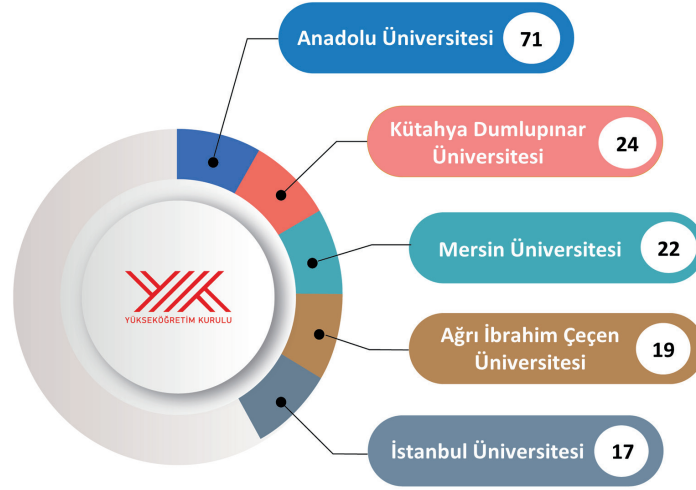 Anadolu Üniversitesi 71
Kütahya Dumlupınar
Üniversitesi 24
Mersin Üniversitesi 22
YÜKSEKÖĞRETİM KURULU
Ağrı İbrahim Çeçen
Üniversitesi 19
İstanbul Üniversitesi 17